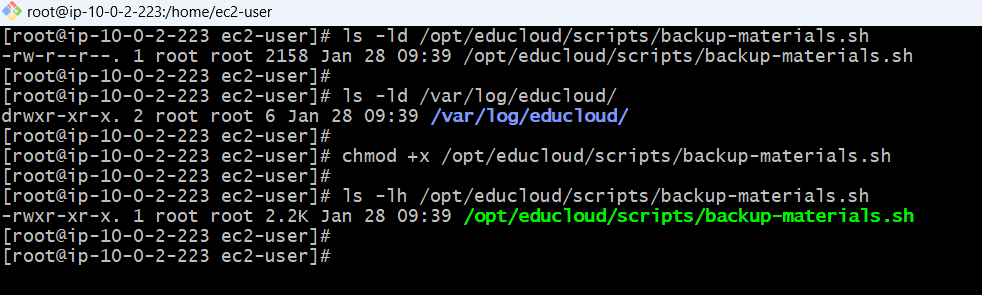 root@ip-10-0-2-223:/home/ec2-user
[root@ip-10-0-2-223 ec2-user]# ls -ld /opt/educloud/scripts/backup-materials.sh
-rw-r--r--. 1 root root 2158 Jan 28 09:39 /opt/educloud/scripts/backup-materials.sh
[root@ip-10-0-2-223 ec2-user]#
[root@ip-10-0-2-223 ec2-user]# ls -ld /var/log/educloud/
drwxr-xr-x. 2 root root 6 Jan 28 09:39 /var/log/educloud/
[root@ip-10-0-2-223 ec2-user]#
[root@ip-10-0-2-223 ec2-user]# chmod +x /opt/educloud/scripts/backup-materials.sh
[root@ip-10-0-2-223 ec2-user]#
[root@ip-10-0-2-223 ec2-user]# ls -lh /opt/educloud/scripts/backup-materials.sh
-rwxr-xr-x. 1 root root 2.2K Jan 28 09:39 /opt/educloud/scripts/backup-materials.sh
[root@ip-10-0-2-223 ec2-user]#
[root@ip-10-0-2-223 ec2-user]#